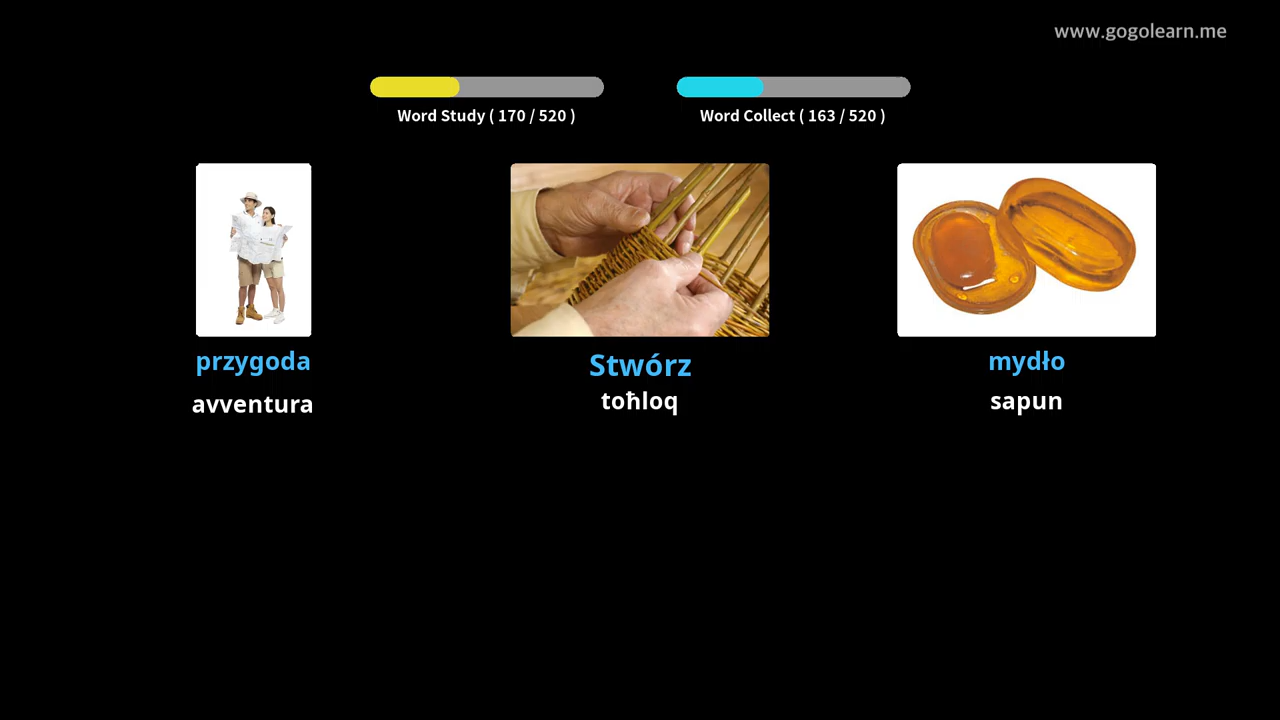 www.gogolearn.me
Word Study ( 170 / 520 )
Word Collect ( 163 / 520 )
przygoda
avventura
Stwórz
toħloq
mydło
sapun